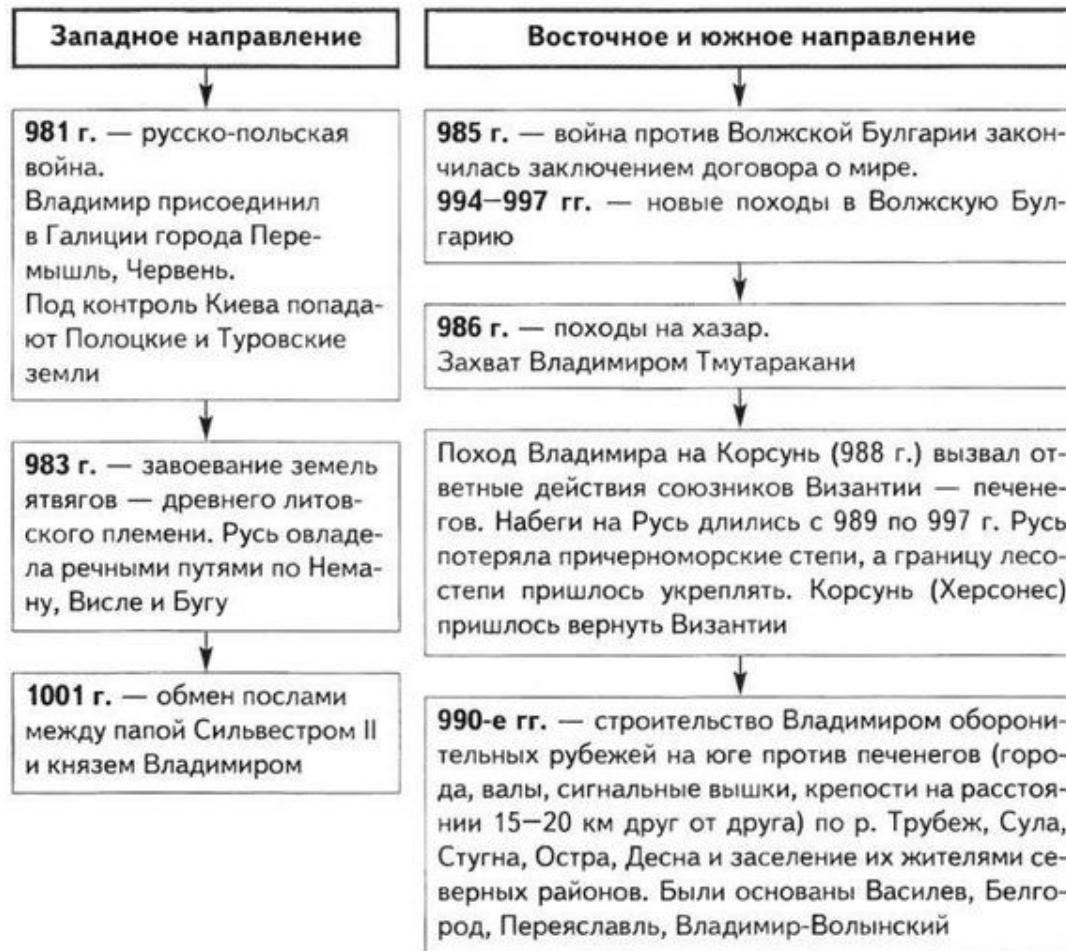 Западное направление
981 г. — русско-польская
война.
Владимир присоединил
в Галиции города Пере-
мышль, Червень.
Под контроль Киева попада-
ют Полоцкие и Туровские
земли
983 г. — завоевание земель
ятвягов — древнего литов-
ского племени. Русь овладе-
ла речными путями по Нема-
ну, Висле и Бугу
1001 г. — обмен послами
между папой Сильвестром II
и князем Владимиром
Восточное и южное направление
985 г. — война против Волжской Булгарии закон-
чилась заключением договора о мире.
994—997 гг. — новые походы в Волжскую Бул-
гарию
986 г. — походы на хазар.
Захват Владимиром Тмутаракани
Поход Владимира на Корсунь (988 г.) вызвал от-
ветные действия союзников Византии — печене-
гов. Набеги на Русь длились с 989 по 997 г. Русь
потеряла причерноморские степи, а границу лесо-
степи пришлось укреплять. Корсунь (Херсонес)
пришлось вернуть Византии
990-е гг. — строительство Владимиром оборони-
тельных рубежей на юге против печенегов (горо-
да, валы, сигнальные вышки, крепости на расстоя-
нии 15—20 км друг от друга) по р. Трубеж, Сула,
Стугна, Остра, Десна и заселение их жителями се-
верных районов. Были основаны Василев, Белго-
род, Переяславль, Владимир-Волынский